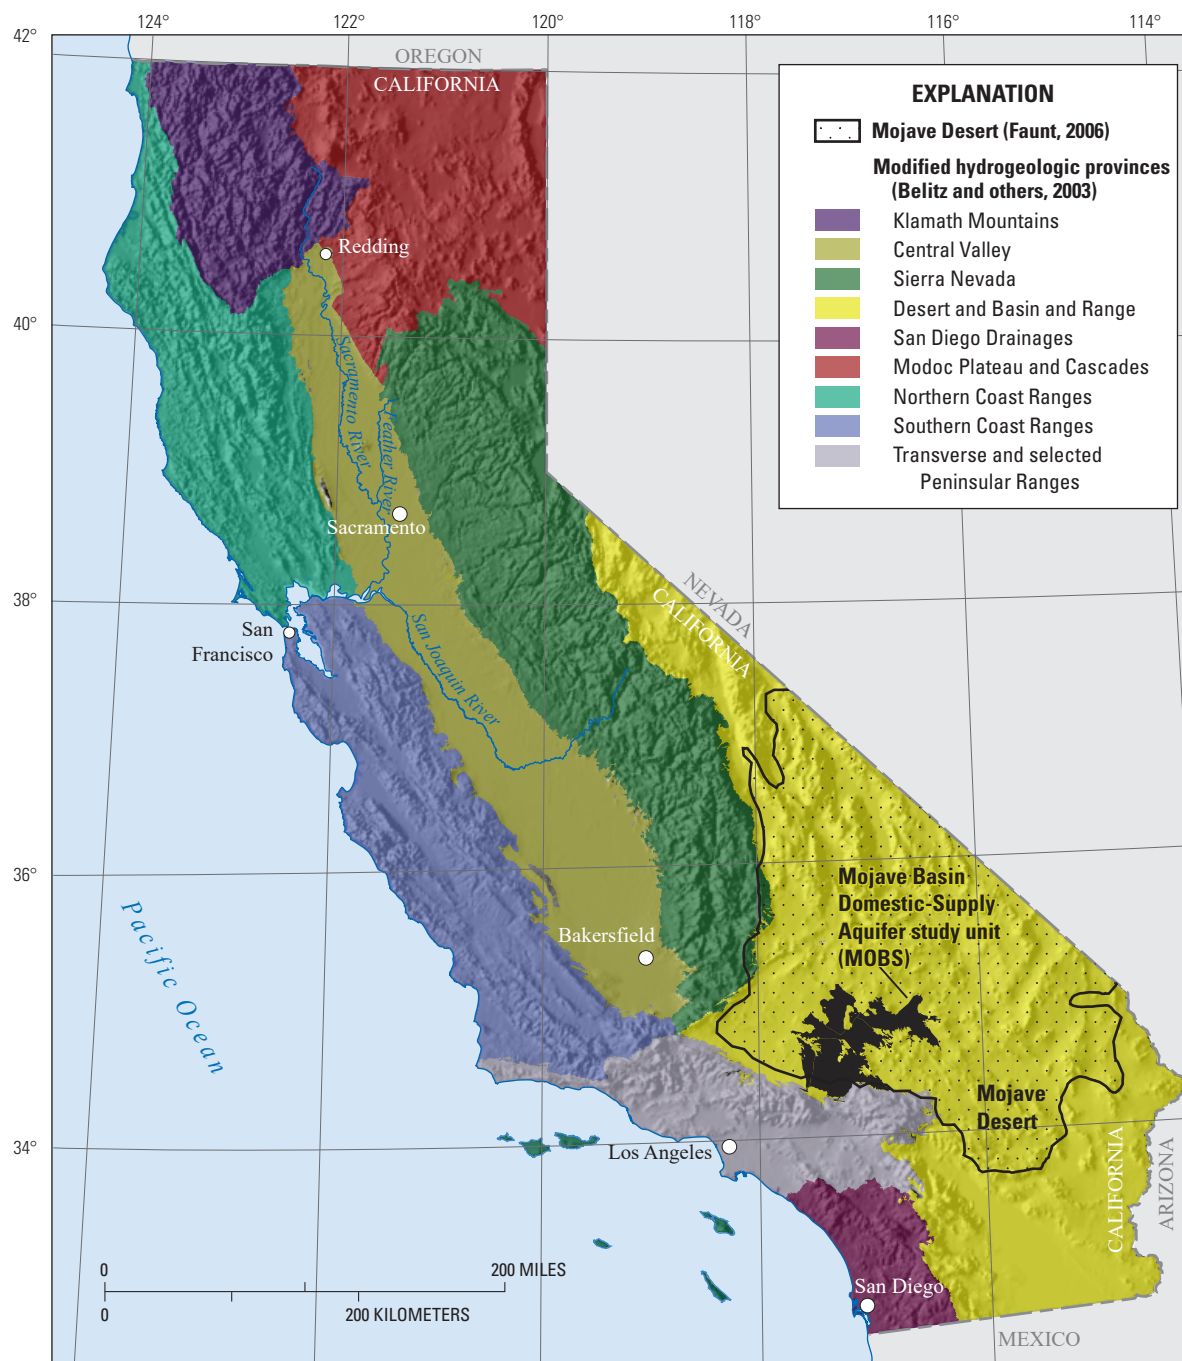 124°
122°
120°
118°
116°
114°
42°
OREGON
CALIFORNIA
EXPLANATION
Mojave Desert (Faunt, 2006)
Modified hydrogeologic provinces
(Belitz and others, 2003)
Klamath Mountains
Central Valley
Sierra Nevada
Desert and Basin and Range
San Diego Drainages
Modoc Plateau and Cascades
Northern Coast Ranges
Southern Coast Ranges
Transverse and selected
Peninsular Ranges
Redding
40°
Sacramento River
Feather River
Sacramento
NEVADA
CALIFORNIA
38°
San
Francisco
San Joaquin River
36°
Mojave Basin
Domestic-Supply
Aquifer study unit
(MOBS)
Pacific Ocean
Bakersfield
Mojave
Desert
34°
Los Angeles
CALIFORNIA
ARIZONA
0
200 MILES
0
200 KILOMETERS
San Diego
MEXICO